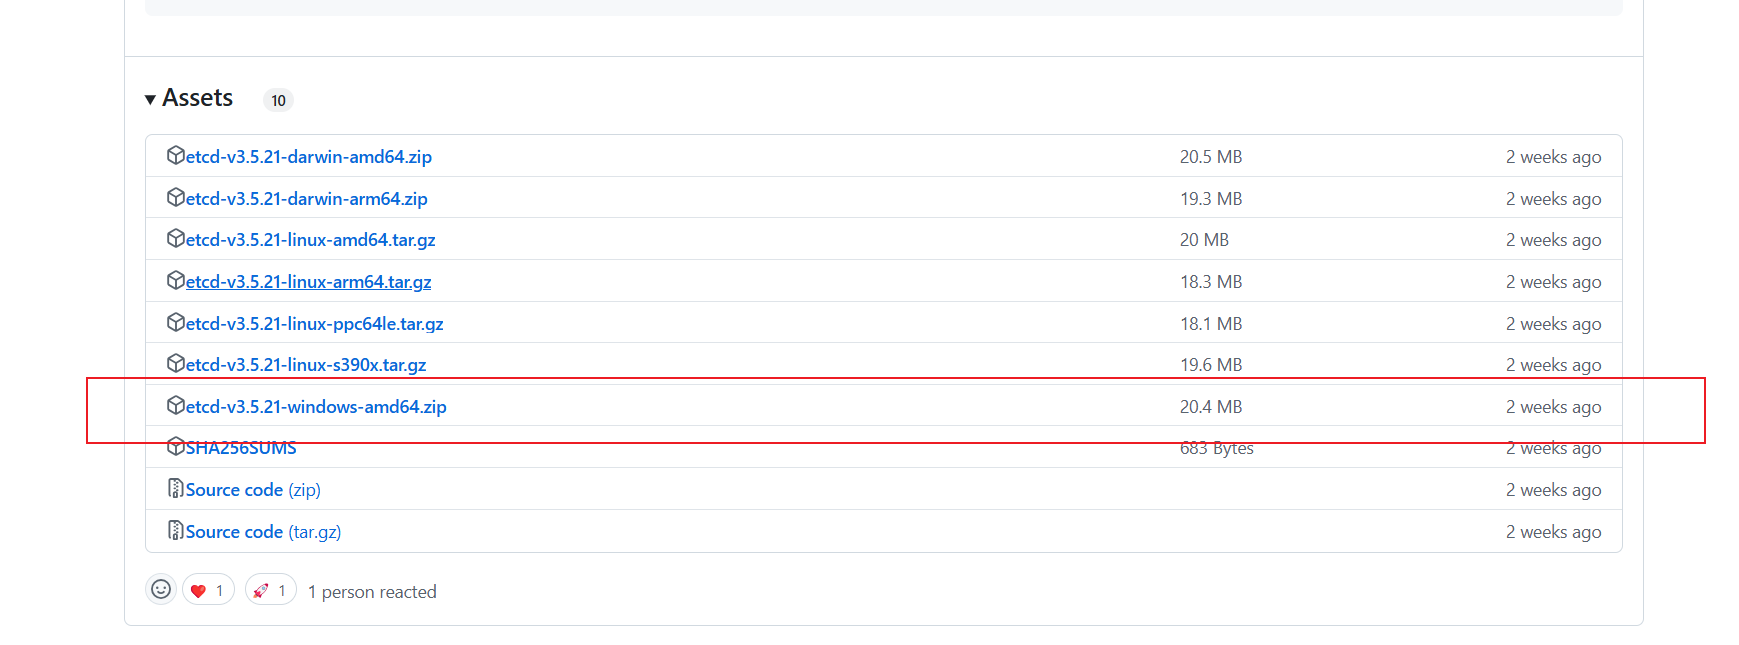 Assets 10
etcd-v3.5.21-darwin-amd64.zip 20.5 MB 2 weeks ago
etcd-v3.5.21-darwin-arm64.zip 19.3 MB 2 weeks ago
etcd-v3.5.21-linux-amd64.tar.gz 20 MB 2 weeks ago
etcd-v3.5.21-linux-arm64.tar.gz 18.3 MB 2 weeks ago
etcd-v3.5.21-linux-ppc64le.tar.gz 18.1 MB 2 weeks ago
etcd-v3.5.21-linux-s390x.tar.gz 19.6 MB 2 weeks ago
etcd-v3.5.21-windows-amd64.zip 20.4 MB 2 weeks ago
SHA256SUMS 683 Bytes 2 weeks ago
Source code (zip) 2 weeks ago
Source code (tar.gz) 2 weeks ago
1 1 1 person reacted